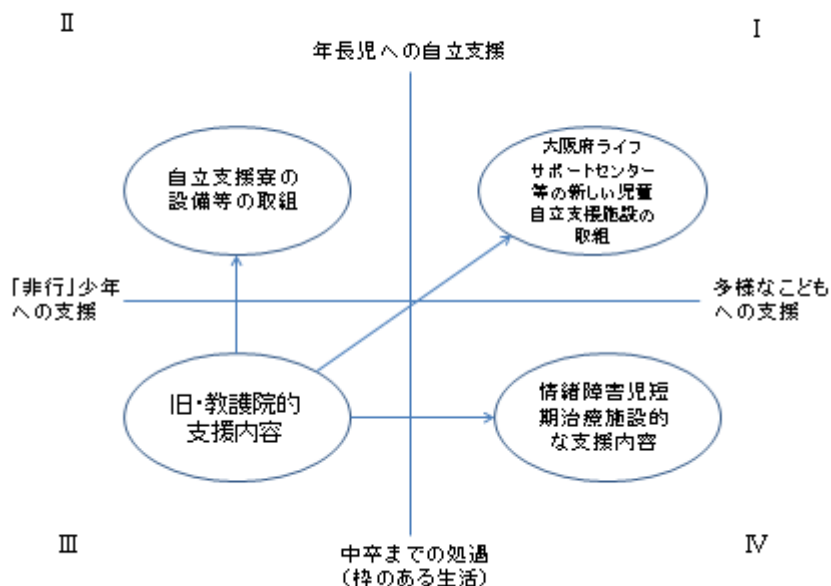 Ⅱ
Ⅰ
年長児への自立支援
自立支援寮の
設備等の取組
大阪府ライフ
サポートセンター
等の新しい児童
自立支援施設の
取組
「非行」少年
への支援
多様なこども
への支援
旧・教護院的
支援内容
情緒障害児短
期治療施設的
な支援内容
Ⅲ
Ⅳ
中卒までの処遇
(枠のある生活)